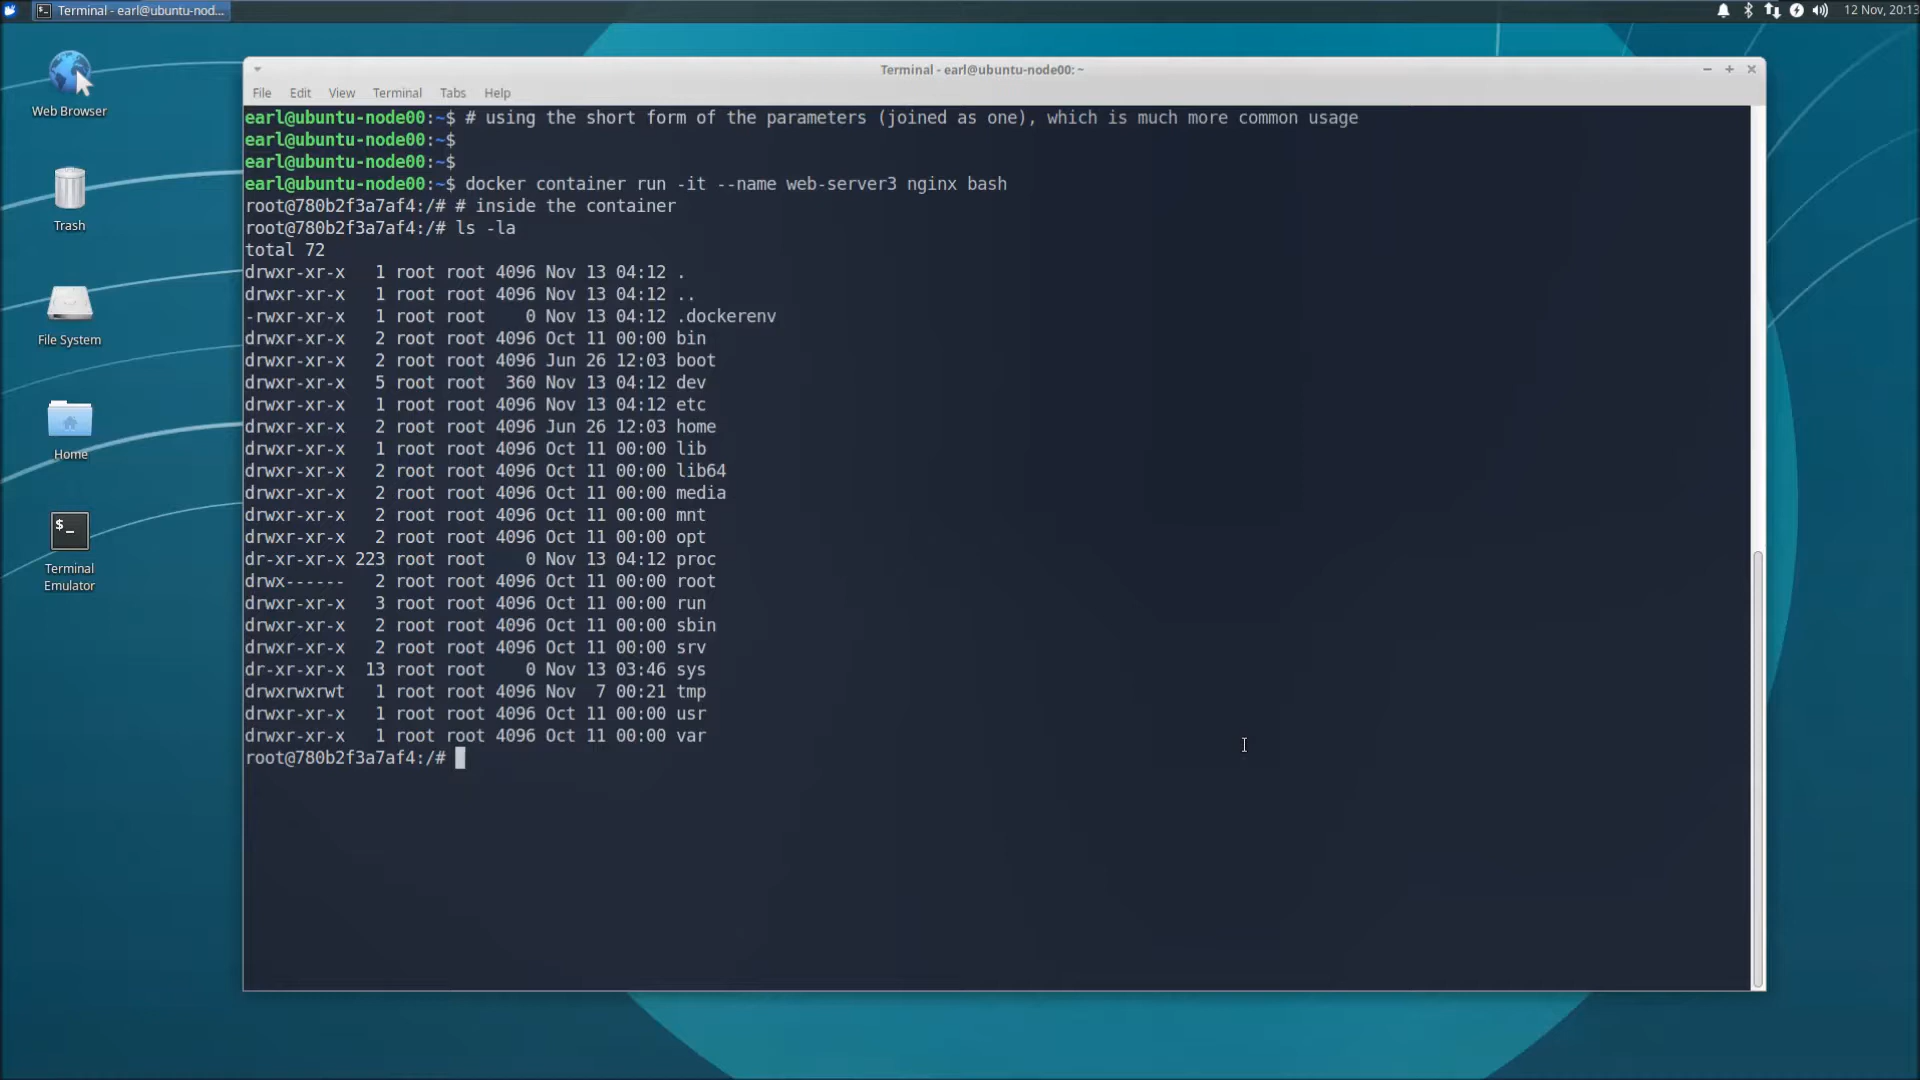 Terminal - earl@ubuntu-nod...
12 Nov, 20:13
Web Browser
Trash
File System
Home
$_
Terminal
Emulator
Terminal - earl@ubuntu-node00: ~
File Edit View Terminal Tabs Help
earl@ubuntu-node00:~$ # using the short form of the parameters (joined as one), which is much more common usage
earl@ubuntu-node00:~$
earl@ubuntu-node00:~$
earl@ubuntu-node00:~$ docker container run -it --name web-server3 nginx bash
root@780b2f3a7af4:/# # inside the container
root@780b2f3a7af4:/# ls -la
total 72
drwxr-xr-x   1 root root 4096 Nov 13 04:12 .
drwxr-xr-x   1 root root 4096 Nov 13 04:12 ..
-rwxr-xr-x   1 root root    0 Nov 13 04:12 .dockerenv
drwxr-xr-x   2 root root 4096 Oct 11 00:00 bin
drwxr-xr-x   2 root root 4096 Jun 26 12:03 boot
drwxr-xr-x   5 root root  360 Nov 13 04:12 dev
drwxr-xr-x   1 root root 4096 Nov 13 04:12 etc
drwxr-xr-x   2 root root 4096 Jun 26 12:03 home
drwxr-xr-x   1 root root 4096 Oct 11 00:00 lib
drwxr-xr-x   2 root root 4096 Oct 11 00:00 lib64
drwxr-xr-x   2 root root 4096 Oct 11 00:00 media
drwxr-xr-x   2 root root 4096 Oct 11 00:00 mnt
drwxr-xr-x   2 root root 4096 Oct 11 00:00 opt
dr-xr-xr-x 223 root root    0 Nov 13 04:12 proc
drwx------   2 root root 4096 Oct 11 00:00 root
drwxr-xr-x   3 root root 4096 Oct 11 00:00 run
drwxr-xr-x   2 root root 4096 Oct 11 00:00 sbin
drwxr-xr-x   2 root root 4096 Oct 11 00:00 srv
dr-xr-xr-x  13 root root    0 Nov 13 03:46 sys
drwxrwxrwt   1 root root 4096 Nov  7 00:21 tmp
drwxr-xr-x   1 root root 4096 Oct 11 00:00 usr
drwxr-xr-x   1 root root 4096 Oct 11 00:00 var
root@780b2f3a7af4:/#